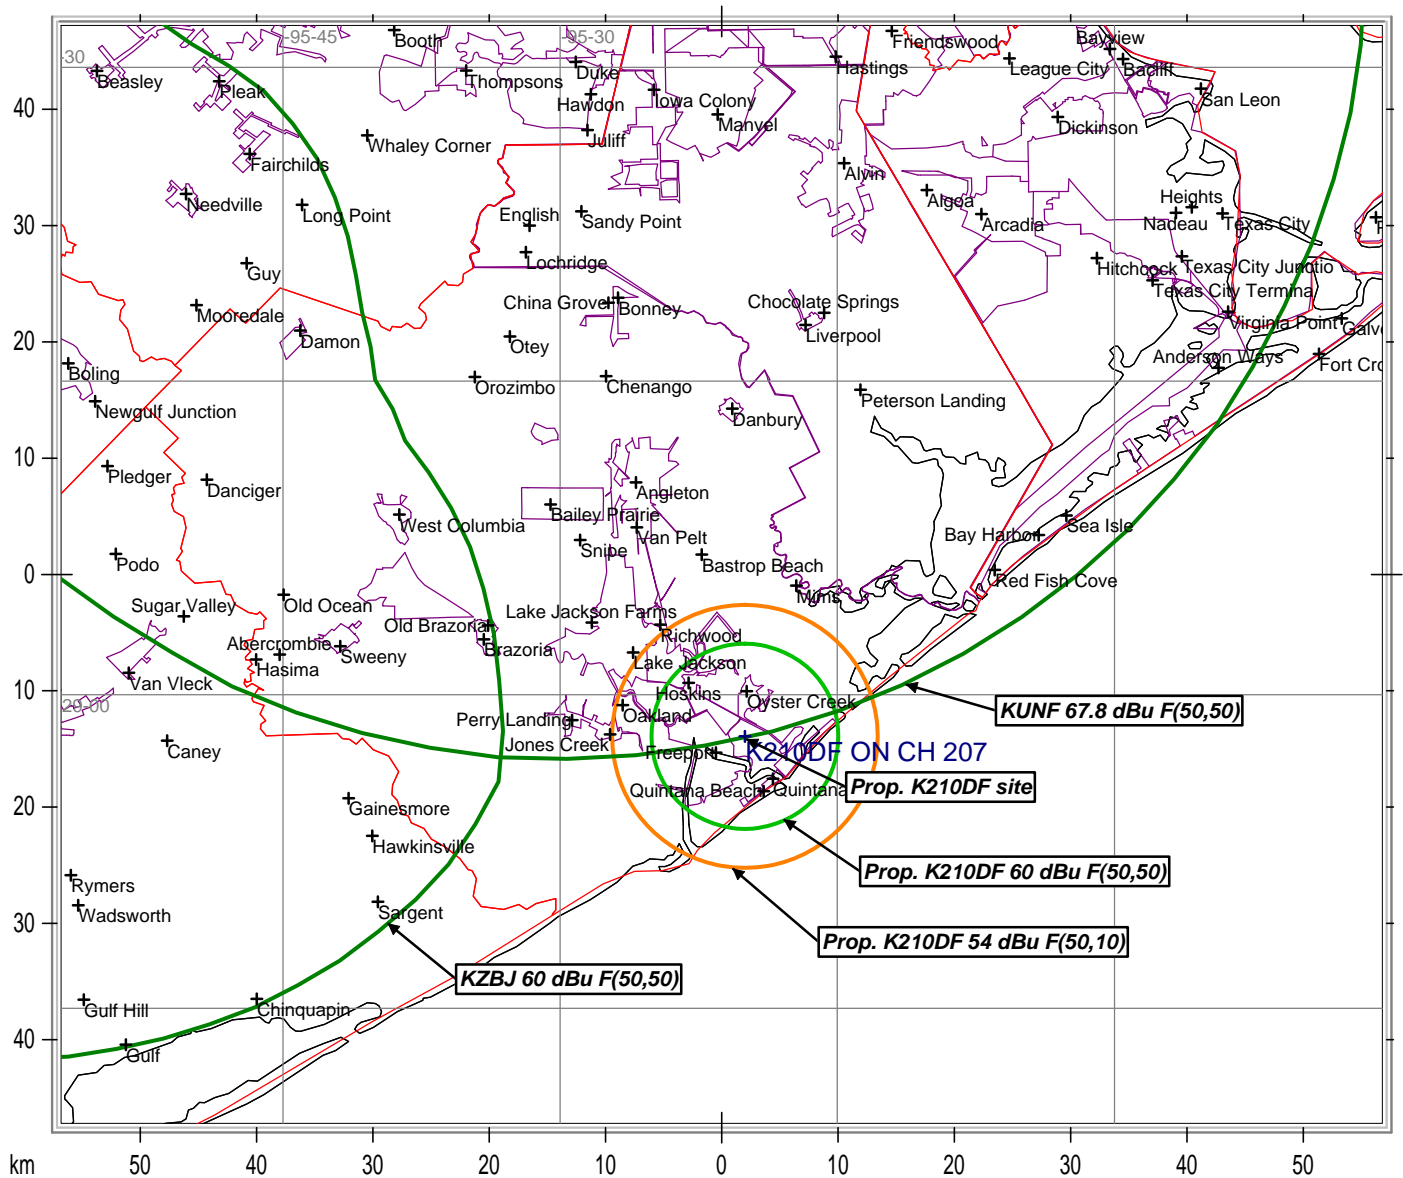 -95-45
-95-30
-30
Booth
Friendswood
Bayview
Beasley
Pleak
Thompsons
Duke
Hastings
League City
Bacliff
Hawdon
Iowa Colony
San Leon
40
Manvel
Dickinson
Juliff
Whaley Corner
Fairchilds
Alvin
Needville
Long Point
English
Sandy Point
Algoa
Arcadia
Heights
Nadeau
Texas City
30
Guy
Lochridge
Hitchcock
Texas City Junctio
Texas City Termina
Mooredale
China Grove
Bonney
Chocolate Springs
Liverpool
Virginia Point
Galv
Damon
Otey
20
Boling
Anderson Ways
Fort Cro
Orozimbo
Chenango
Newgulf Junction
Peterson Landing
Danbury
10
Pledger
Danciger
Angleton
West Columbia
Bailey Prairie
Van Pelt
Snipe
Sea Isle
Bay Harbor
Podo
Bastrop Beach
0
Red Fish Cove
Mims
Sugar Valley
Old Ocean
Lake Jackson Farms
Old Brazoria
Richwood
Abercrombie
Hasima
Sweeny
Brazoria
Lake Jackson
Van Vleck
Hoskins
Oyster Creek
10
29-00
Perry Landing
Oakland
KUNF 67.8 dBu F(50,50)
Caney
Jones Creek
Freeport
K210DF ON CH 207
Quintana Beach
Quintana
Prop. K210DF site
20
Gainesmore
Hawkinsville
Prop. K210DF 60 dBu F(50,50)
Rymers
Wadsworth
Sargent
30
Prop. K210DF 54 dBu F(50,10)
KZBJ 60 dBu F(50,50)
Gulf Hill
Chinquapin
40
Gulf
km
50 40 30 20 10 0 10 20 30 40 50